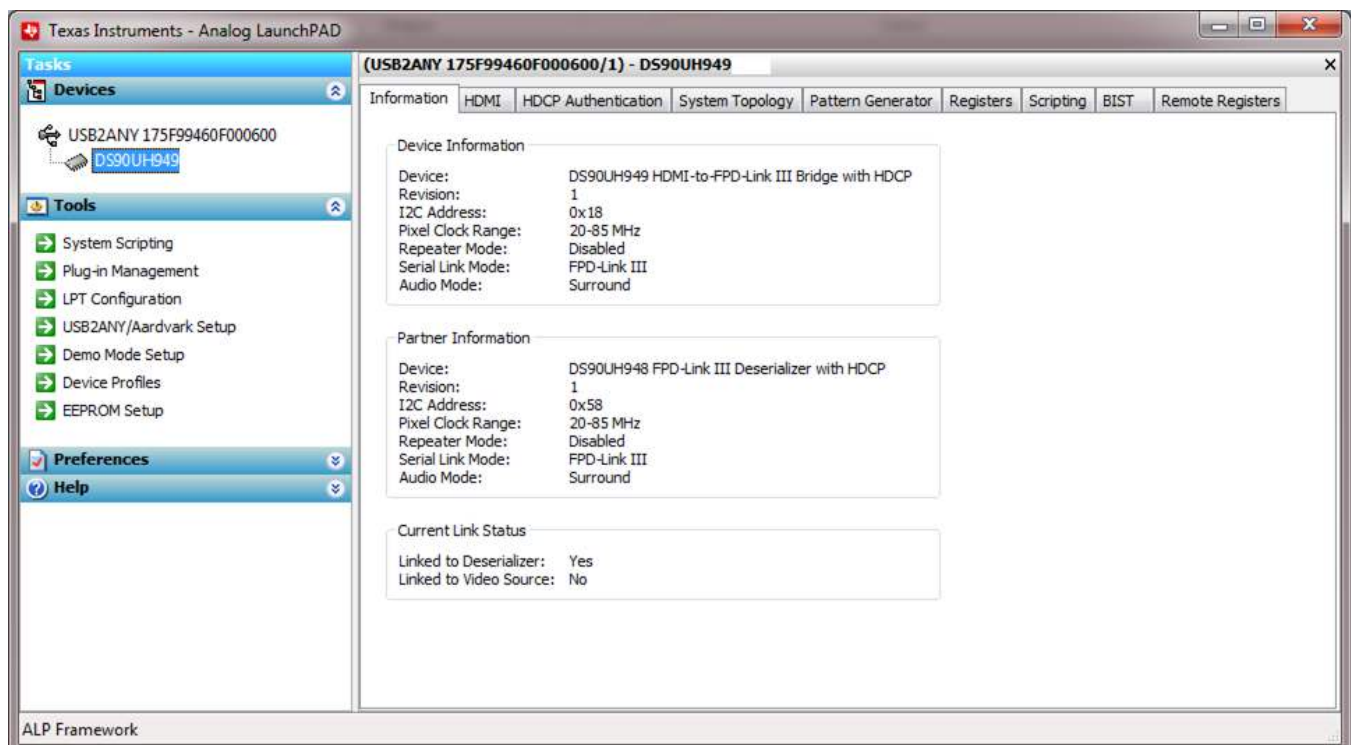 Texas Instruments - Analog LaunchPAD
Tasks
Devices
USB2ANY 175F99460F000600
DS90UH949
Tools
System Scripting
Plug-in Management
LPT Configuration
USB2ANY/Aardvark Setup
Demo Mode Setup
Device Profiles
EEPROM Setup
Preferences
Help
(USB2ANY 175F99460F000600/1) - DS90UH949
Information HDMI HDCP Authentication System Topology Pattern Generator Registers Scripting BIST Remote Registers
Device Information
Device: DS90UH949 HDMI-to-FPD-Link III Bridge with HDCP
Revision: 1
I2C Address: 0x18
Pixel Clock Range: 20-85 MHz
Repeater Mode: Disabled
Serial Link Mode: FPD-Link III
Audio Mode: Surround
Partner Information
Device: DS90UH948 FPD-Link III Deserializer with HDCP
Revision: 1
I2C Address: 0x58
Pixel Clock Range: 20-85 MHz
Repeater Mode: Disabled
Serial Link Mode: FPD-Link III
Audio Mode: Surround
Current Link Status
Linked to Deserializer: Yes
Linked to Video Source: No
ALP Framework